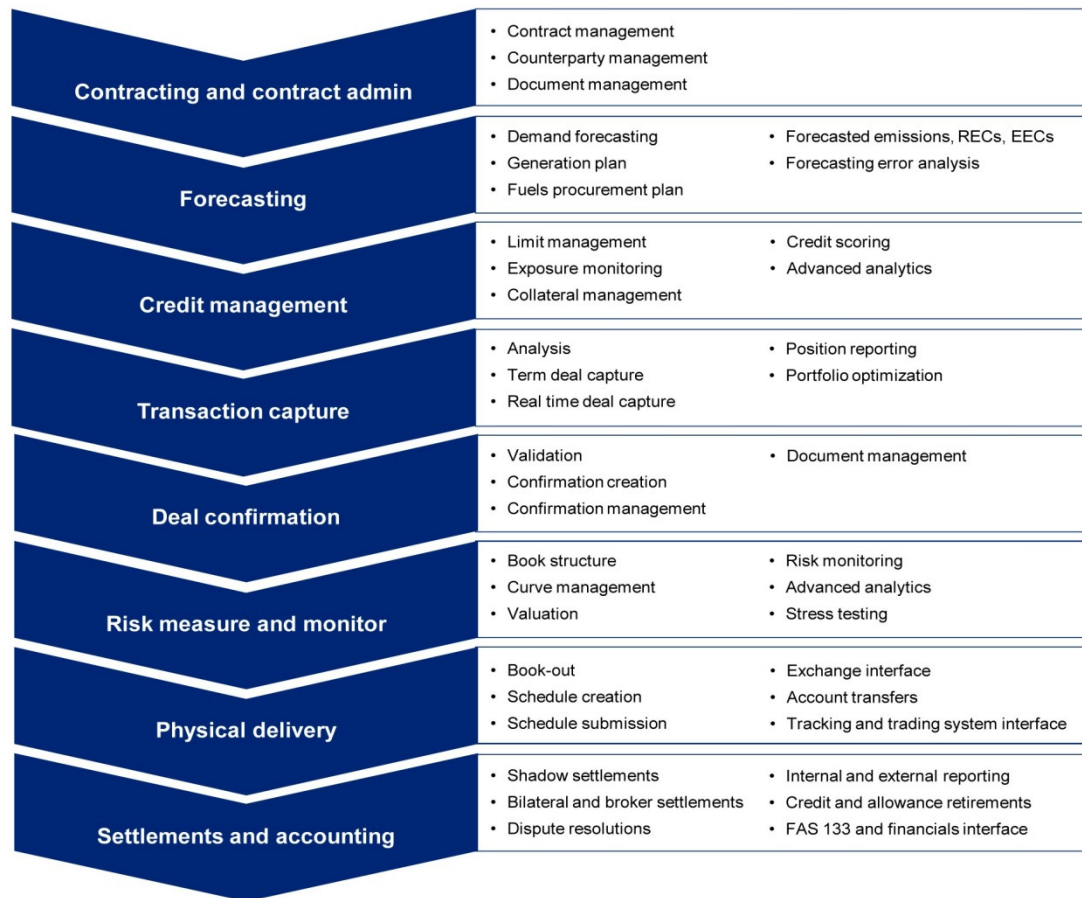 Contracting and contract admin
• Contract management
• Counterparty management
• Document management
Forecasting
• Demand forecasting
• Generation plan
• Fuels procurement plan
• Forecasted emissions, RECs, EECs
• Forecasting error analysis
Credit management
• Limit management
• Exposure monitoring
• Collateral management
• Credit scoring
• Advanced analytics
Transaction capture
• Analysis
• Term deal capture
• Real time deal capture
• Position reporting
• Portfolio optimization
Deal confirmation
• Validation
• Confirmation creation
• Confirmation management
• Document management
Risk measure and monitor
• Book structure
• Curve management
• Valuation
• Risk monitoring
• Advanced analytics
• Stress testing
Physical delivery
• Book-out
• Schedule creation
• Schedule submission
• Exchange interface
• Account transfers
• Tracking and trading system interface
Settlements and accounting
• Shadow settlements
• Bilateral and broker settlements
• Dispute resolutions
• Internal and external reporting
• Credit and allowance retirements
• FAS 133 and financials interface